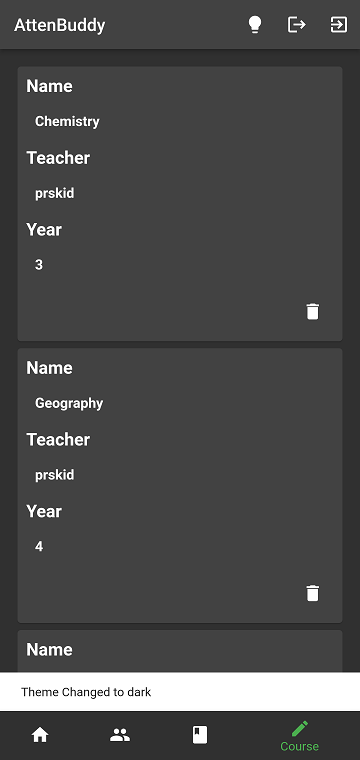 AttenBuddy
Name
Chemistry
Teacher
prskid
Year
3
Name
Geography
Teacher
prskid
Year
4
Name
Theme Changed to dark
Course